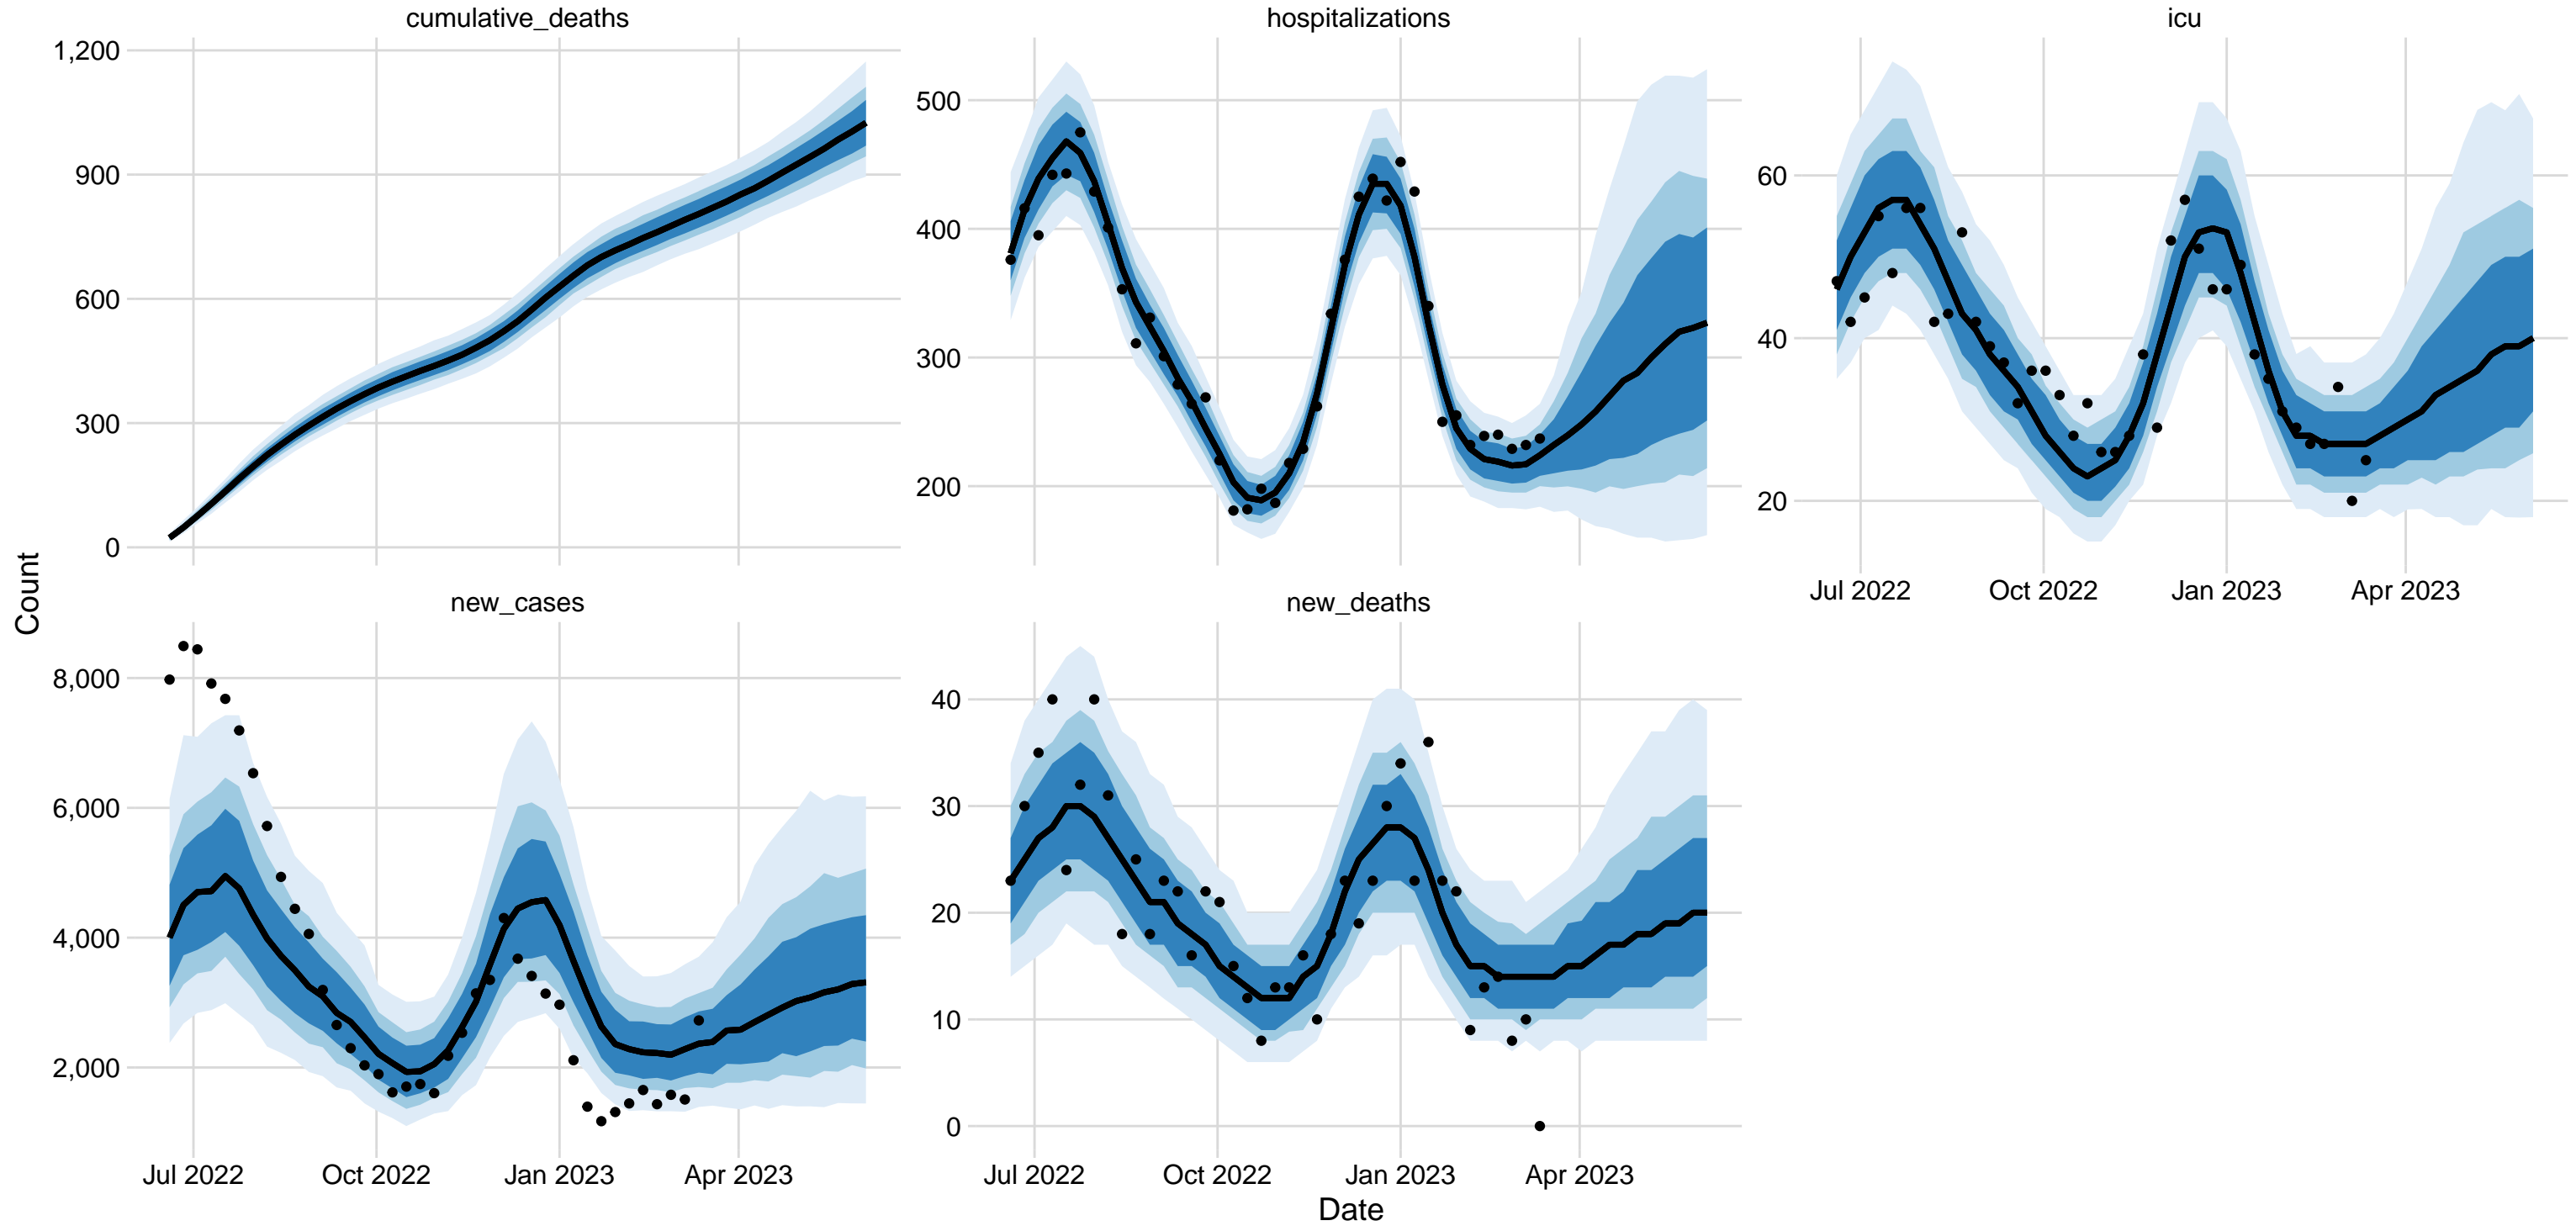 cumulative_deaths
hospitalizations
icu
1,200
900
600
300
0
500
400
300
200
60
40
20
Jul 2022 Oct 2022 Jan 2023 Apr 2023
Count
new_cases
new_deaths
8,000
6,000
4,000
2,000
40
30
20
10
0
Jul 2022 Oct 2022 Jan 2023 Apr 2023
Jul 2022 Oct 2022 Jan 2023 Apr 2023
Date